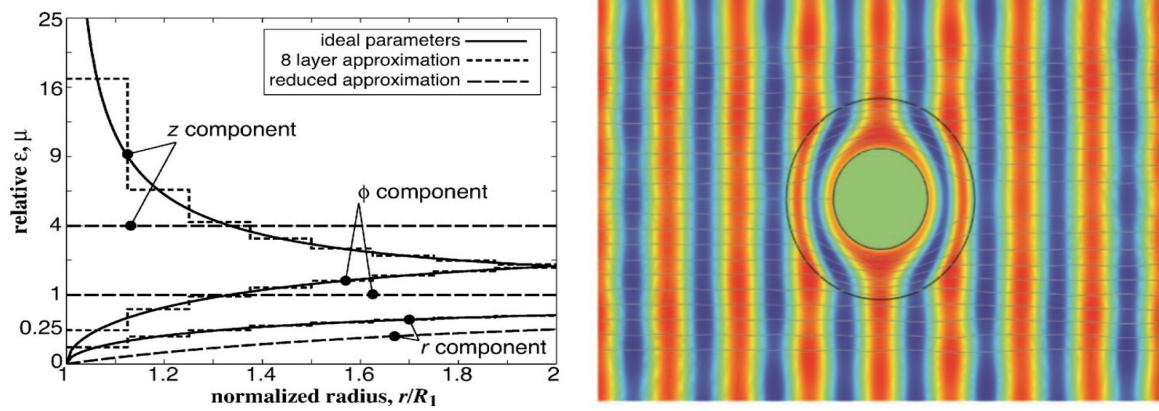 25
16
9
4
1
0.25
0
relative ε, μ
ideal parameters
8 layer approximation
reduced approximation
z component
ϕ component
r component
1
1.2
1.4
1.6
1.8
2
normalized radius, r/R₁